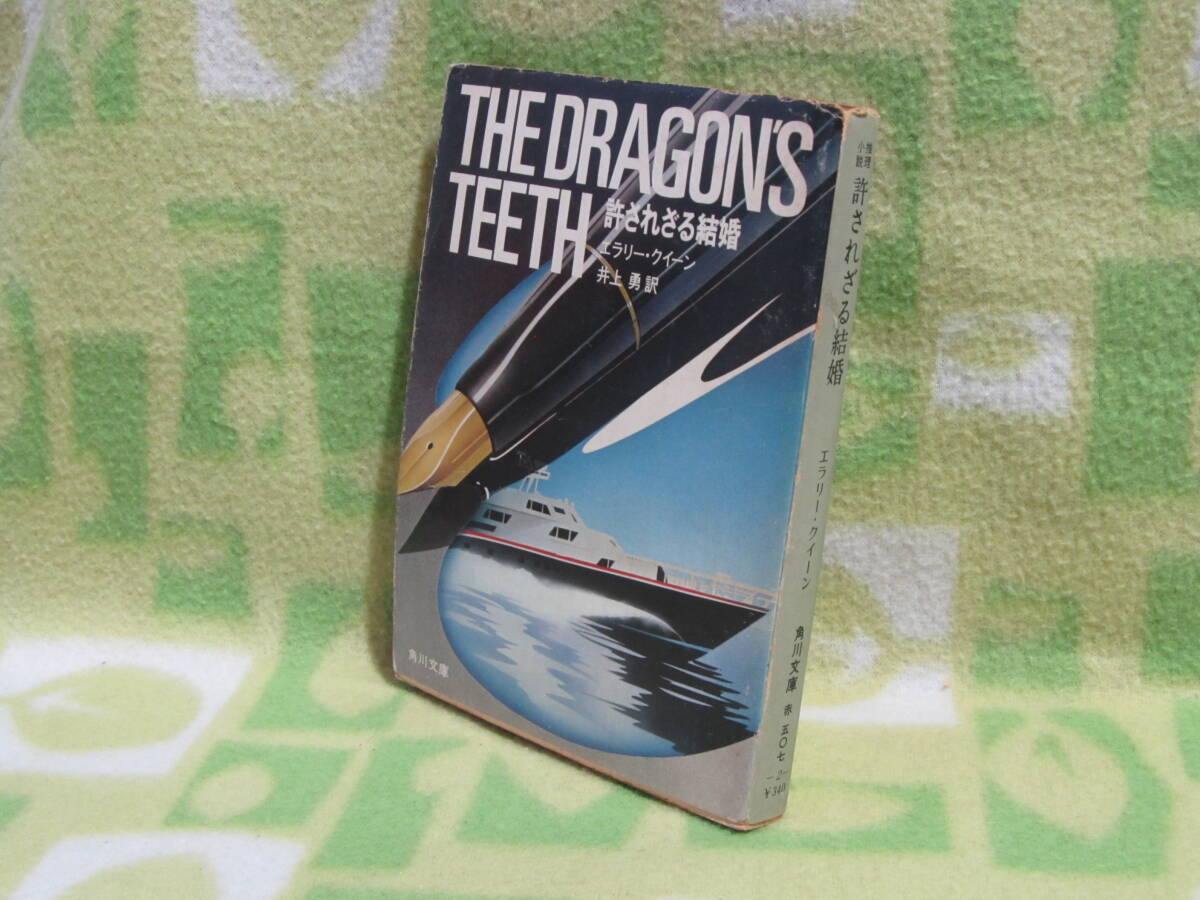 THE DRAGON'S
TEETH
許されざる結婚
エラリー・クイーン
井上 勇 訳
角川文庫
推理
小説
許されざる結婚
エラリー・クイーン
角川文庫
赤 五〇七
-2-
¥340